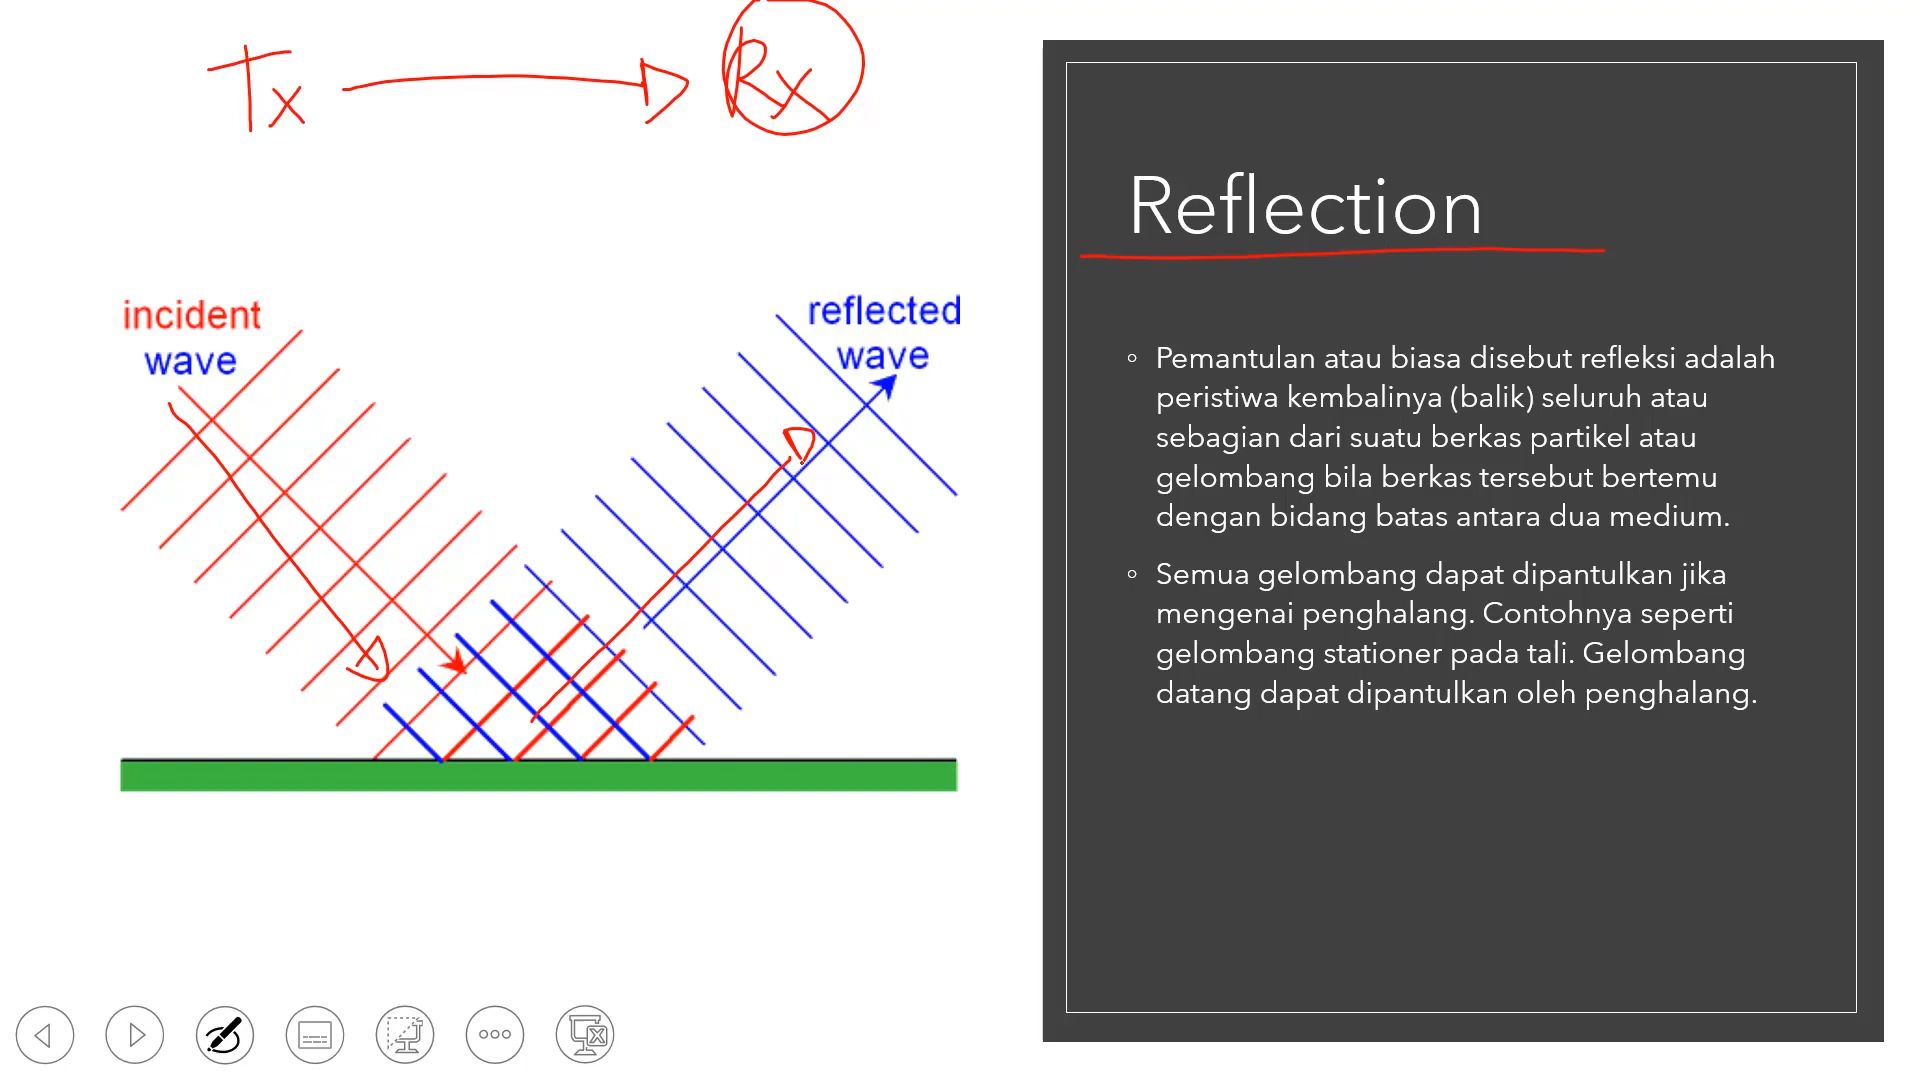 Tx Rx
incident
wave
reflected
wave
Reflection
◦ Pemantulan atau biasa disebut refleksi adalah
peristiwa kembalinya (balik) seluruh atau
sebagian dari suatu berkas partikel atau
gelombang bila berkas tersebut bertemu
dengan bidang batas antara dua medium.
◦ Semua gelombang dapat dipantulkan jika
mengenai penghalang. Contohnya seperti
gelombang stationer pada tali. Gelombang
datang dapat dipantulkan oleh penghalang.